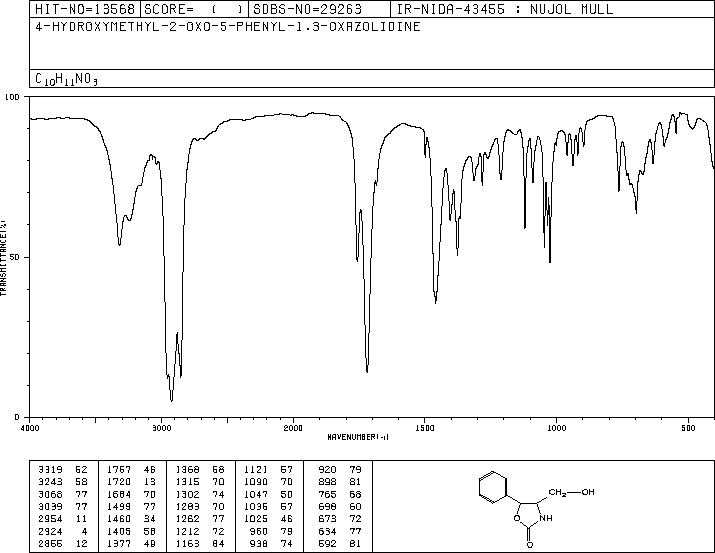 HIT-NO=13568 SCORE= ( ) SDBS-NO=29263 IR-NIDA-43455 : NUJOL MULL
4-HYDROXYMETHYL-2-OXO-5-PHENYL-1.3-OXAZOLIDINE
C10H11NO3
100
50
0
TRANSMITTANCE(%)
4000 3000 2000 1500 1000 500
WAVENUMBER(-1)
3319 52 1757 46 1368 68 1121 57 920 79
3243 58 1720 13 1315 70 1090 70 898 81
3068 77 1684 70 1302 74 1047 50 765 68
3039 77 1499 77 1283 70 1036 57 698 60
2954 11 1460 34 1262 77 1025 46 673 72
2924 4 1405 58 1212 72 960 79 634 77
2855 12 1377 49 1163 84 938 74 592 81
CH2 OH
O NH
O